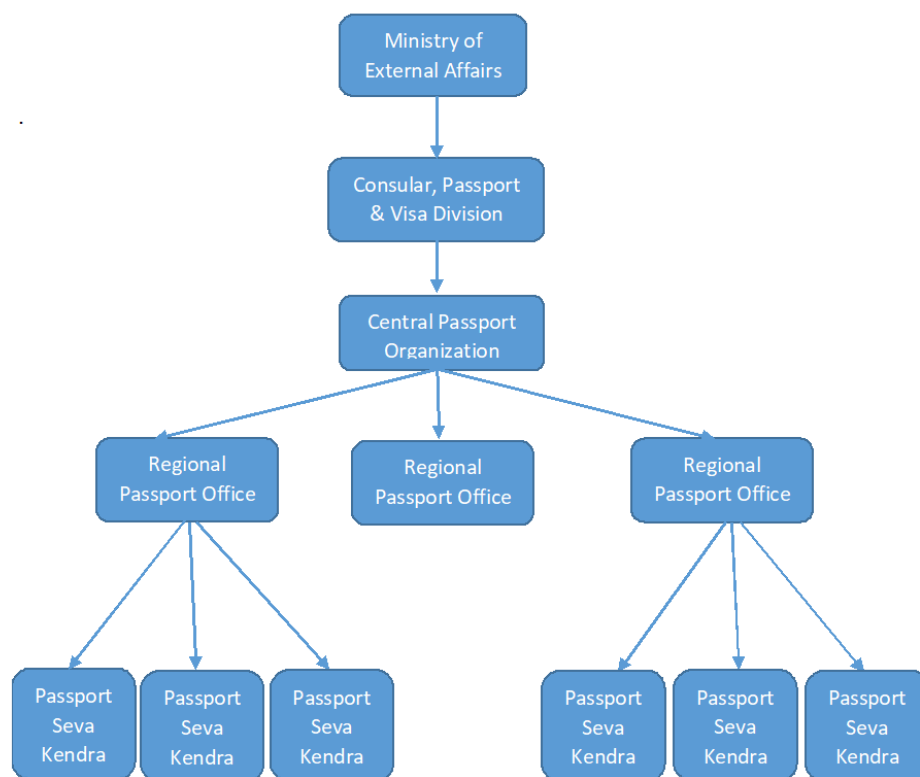 Ministry of
External Affairs
.
Consular, Passport
& Visa Division
Central Passport
Organization
Regional
Passport Office
Regional
Passport Office
Regional
Passport Office
Passport
Seva
Kendra
Passport
Seva
Kendra
Passport
Seva
Kendra
Passport
Seva
Kendra
Passport
Seva
Kendra
Passport
Seva
Kendra